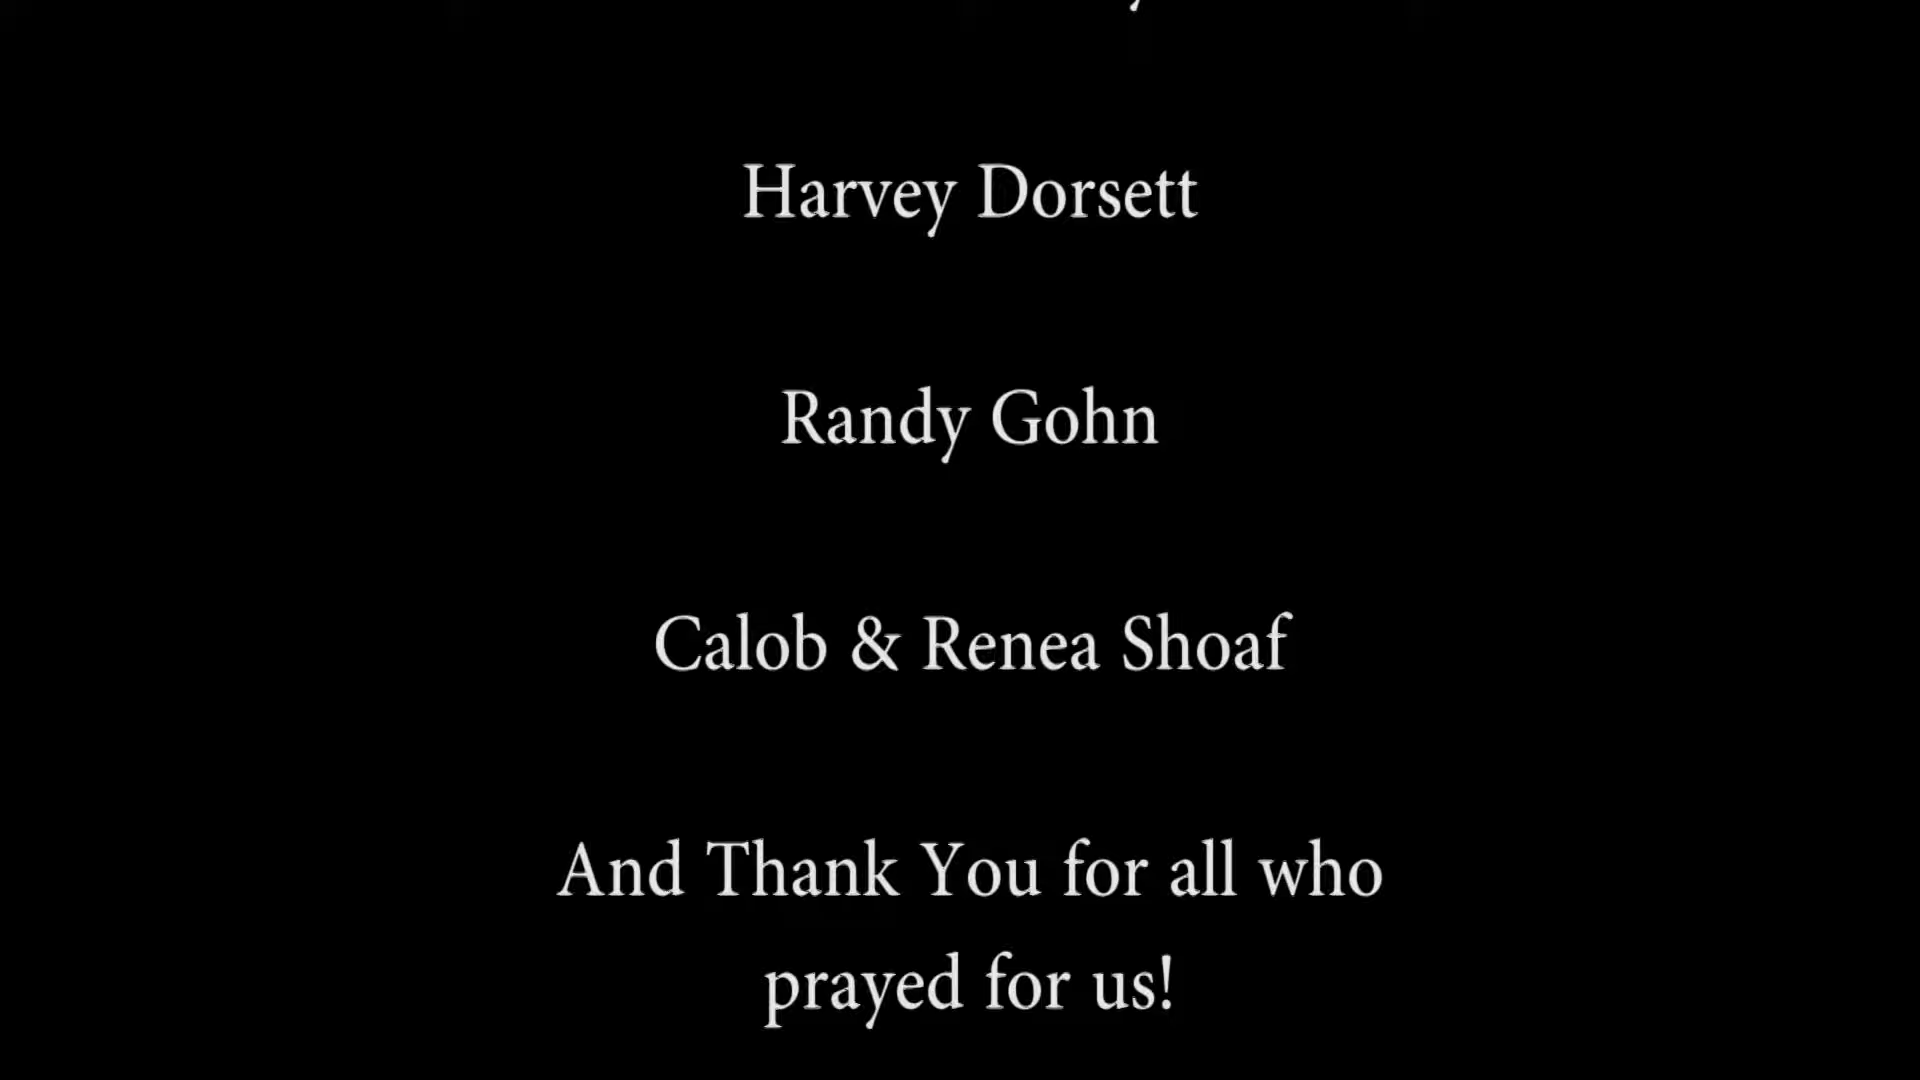 Harvey Dorsett
Randy Gohn
Calob & Renea Shoaf
And Thank You for all who
prayed for us!